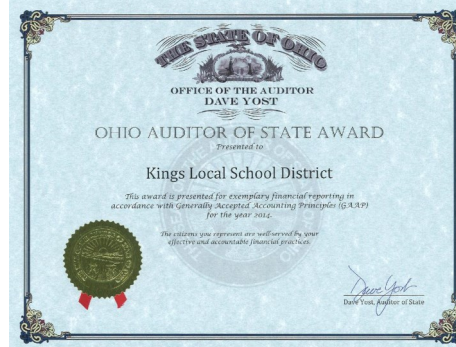 THE STATE OF OHIO
OFFICE OF THE AUDITOR
DAVE YOST
OHIO AUDITOR OF STATE AWARD
Presented to
Kings Local School District
This award is presented for exemplary financial reporting in
accordance with Generally Accepted Accounting Principles (GAAP)
for the year 2014.
The citizens you represent are well-served by your
effective and accountable financial practices.
Dave Yost
Dave Yost, Auditor of State